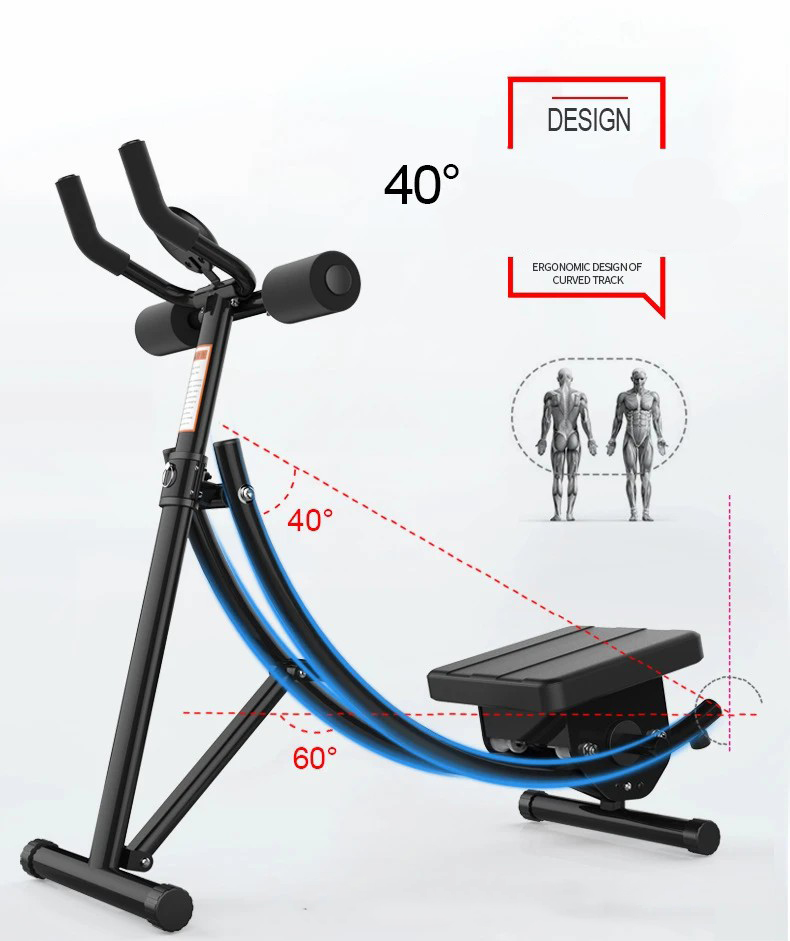 DESIGN
40°
ERGONOMIC DESIGN OF
CURVED TRACK
40°
60°